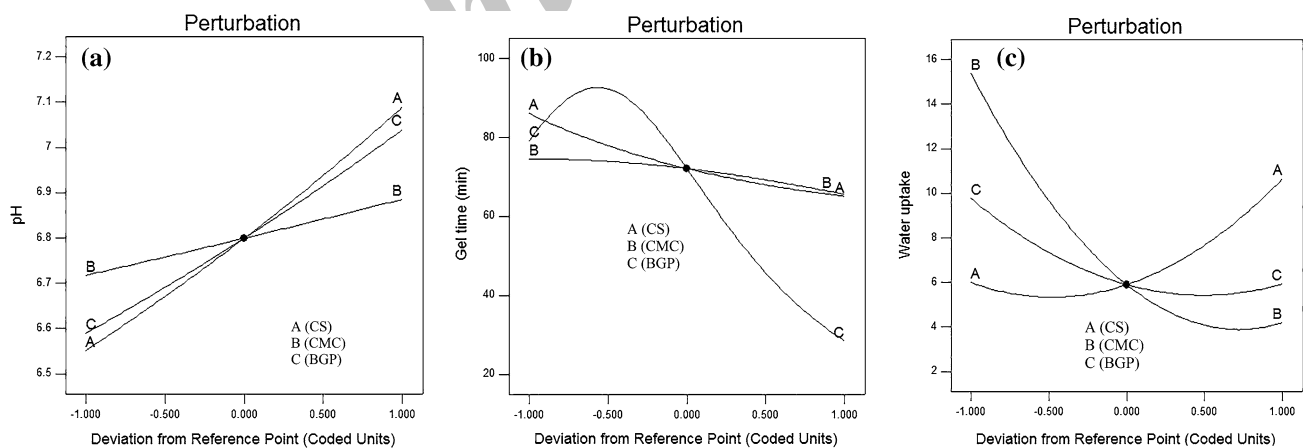 Perturbation
(a)
7.2
7.1
7
6.9
6.8
6.7
6.6
6.5
pH
A
C
B
B
C
A
A (CS)
B (CMC)
C (BGP)
-1.000 -0.500 0.000 0.500 1.000
Deviation from Reference Point (Coded Units)
Perturbation
(b)
100
80
60
40
20
Gel time (min)
A
C
B
B A
C
A (CS)
B (CMC)
C (BGP)
-1.000 -0.500 0.000 0.500 1.000
Deviation from Reference Point (Coded Units)
Perturbation
(c)
16
14
12
10
8
6
4
2
Water uptake
B
C
A
A
C
B
A (CS)
B (CMC)
C (BGP)
-1.000 -0.500 0.000 0.500 1.000
Deviation from Reference Point (Coded Units)